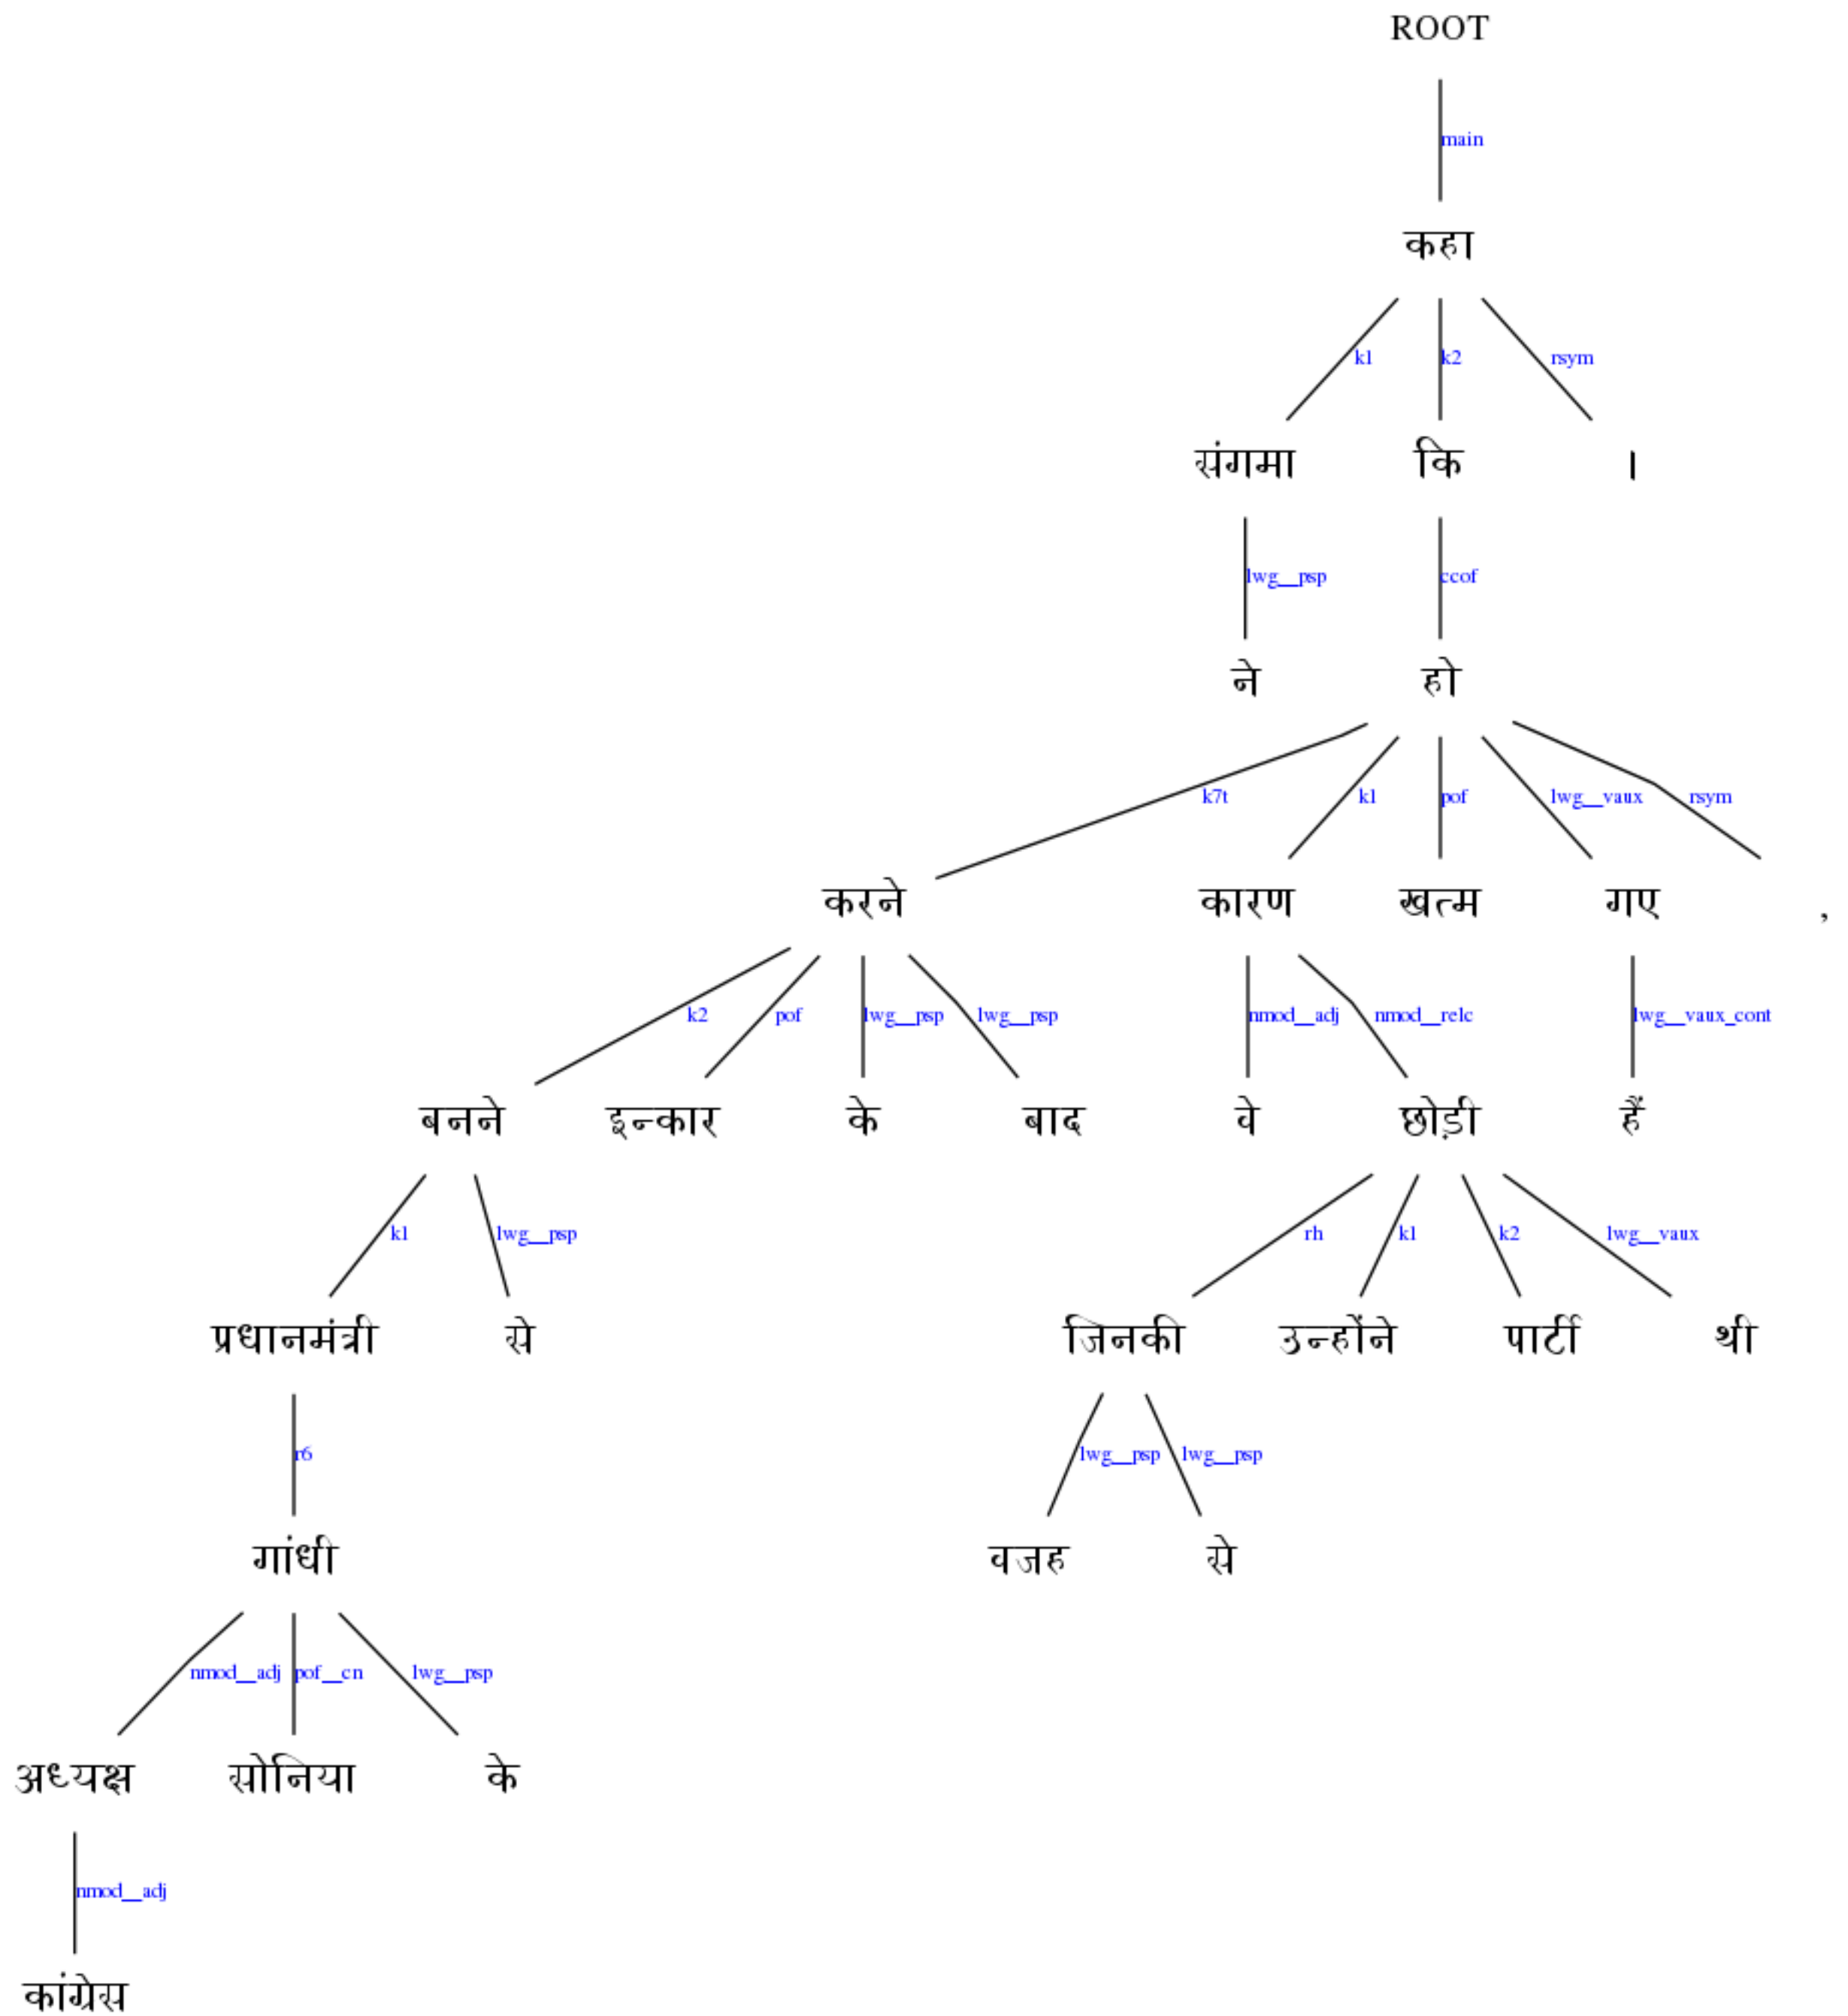 ROOT
main
कहा
k1 k2 rsym
संगमा कि ।
lwg__psp ccof
ने हो
k7t k1 pof lwg__vaux rsym
करने कारण खत्म गए ,
k2 pof lwg__psp lwg__psp nmod__adj nmod__relc lwg__vaux_cont
बनने इन्कार के बाद वे छोड़ी हैं
k1 lwg__psp rh k1 k2 lwg__vaux
प्रधानमंत्री से जिनकी उन्होंने पार्टी थी
r6 lwg__psp lwg__psp
गांधी वजह से
nmod__adj pof__cn lwg__psp
अध्यक्ष सोनिया के
nmod__adj
कांग्रेस